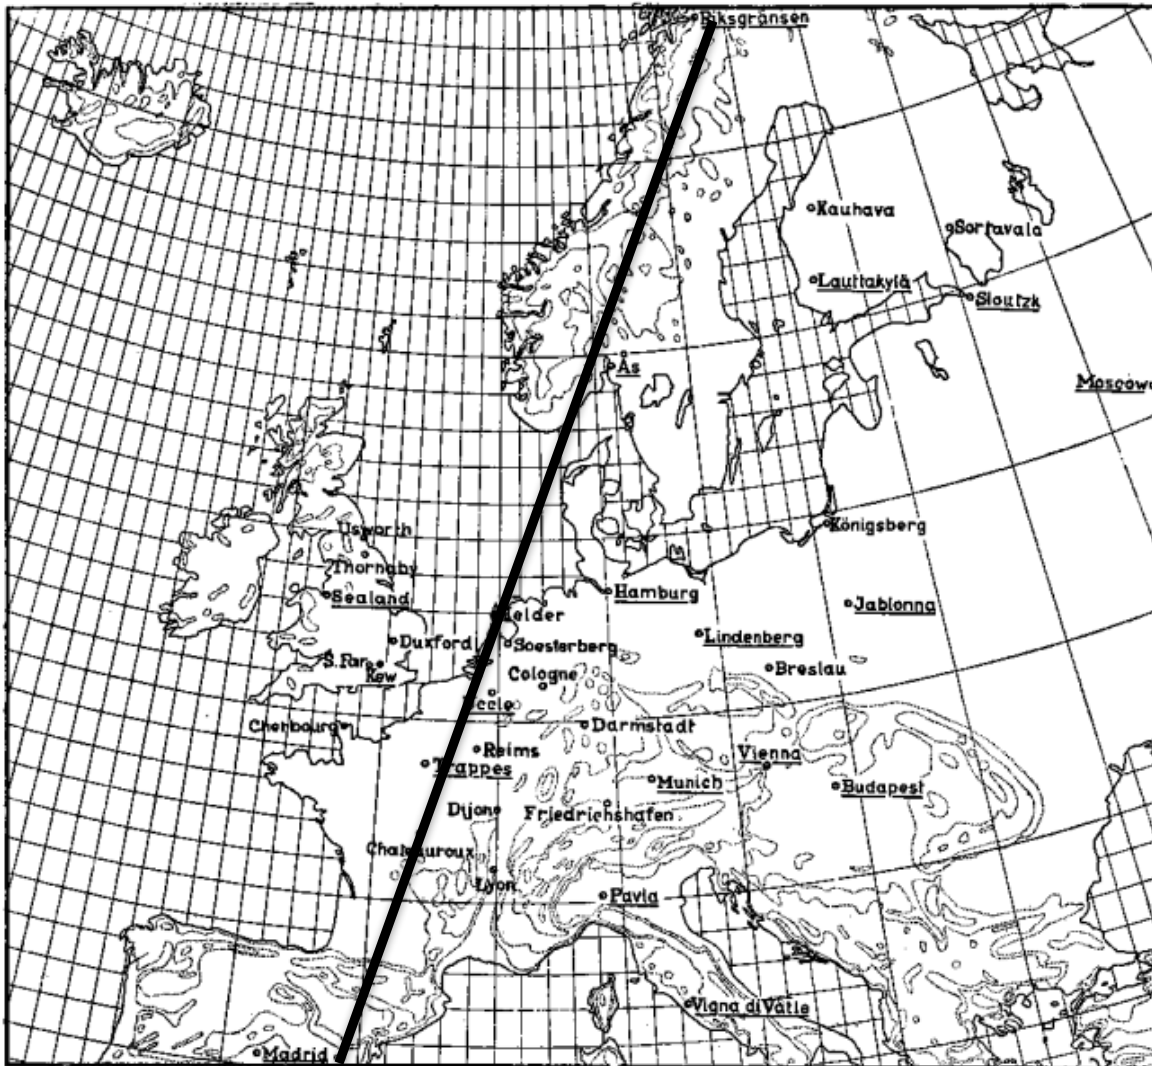 Riksgränsen
Kauhava
Sortavala
Lauttakylä
Sloutzk
Ås
Moscowa
Usworth
Königsberg
Thornaby
Sealand
Hamburg
Jablonna
Helder
Duxford
Soesterberg
Lindenberg
S. Far.
Kew
Cologne
Breslau
Uccle
Cherbourg
Darmstadt
Reims
Trappes
Vienna
Munich
Budapest
Dijon
Friedrichshafen
Chateauroux
Lyon
Pavia
Vigna di Valle
Madrid